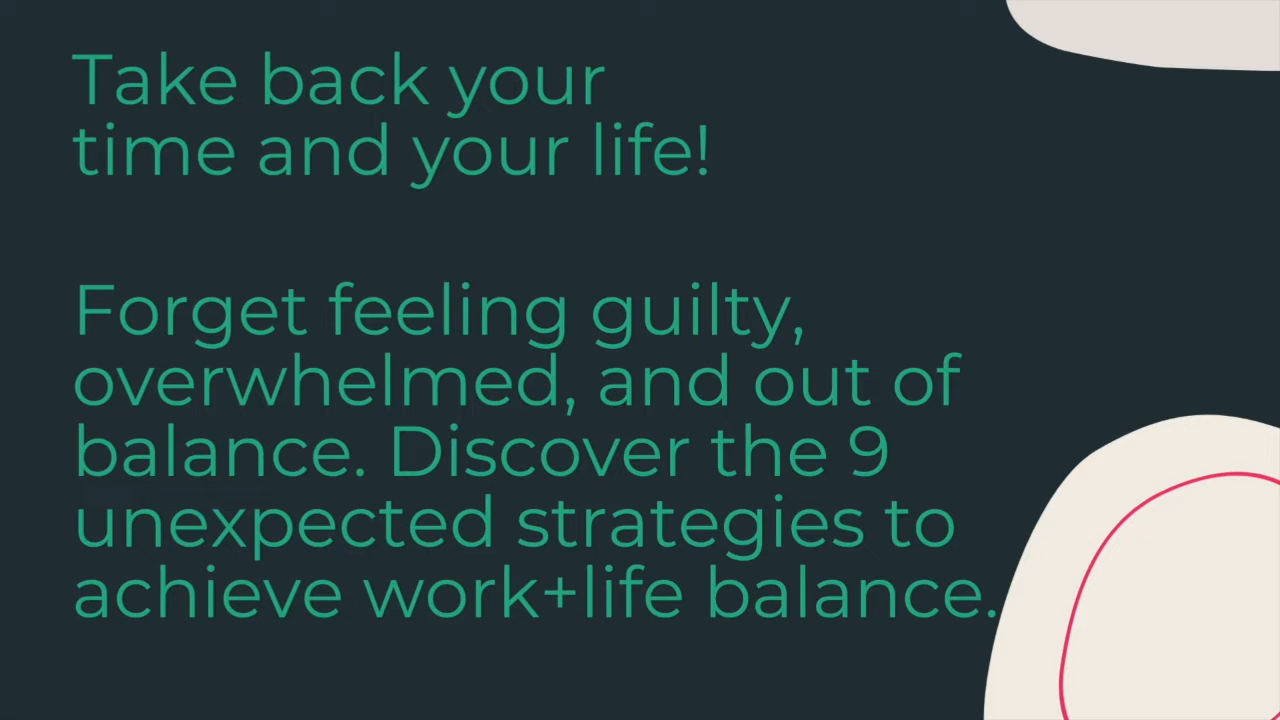 Take back your
time and your life!
Forget feeling guilty,
overwhelmed, and out of
balance. Discover the 9
unexpected strategies to
achieve work+life balance.